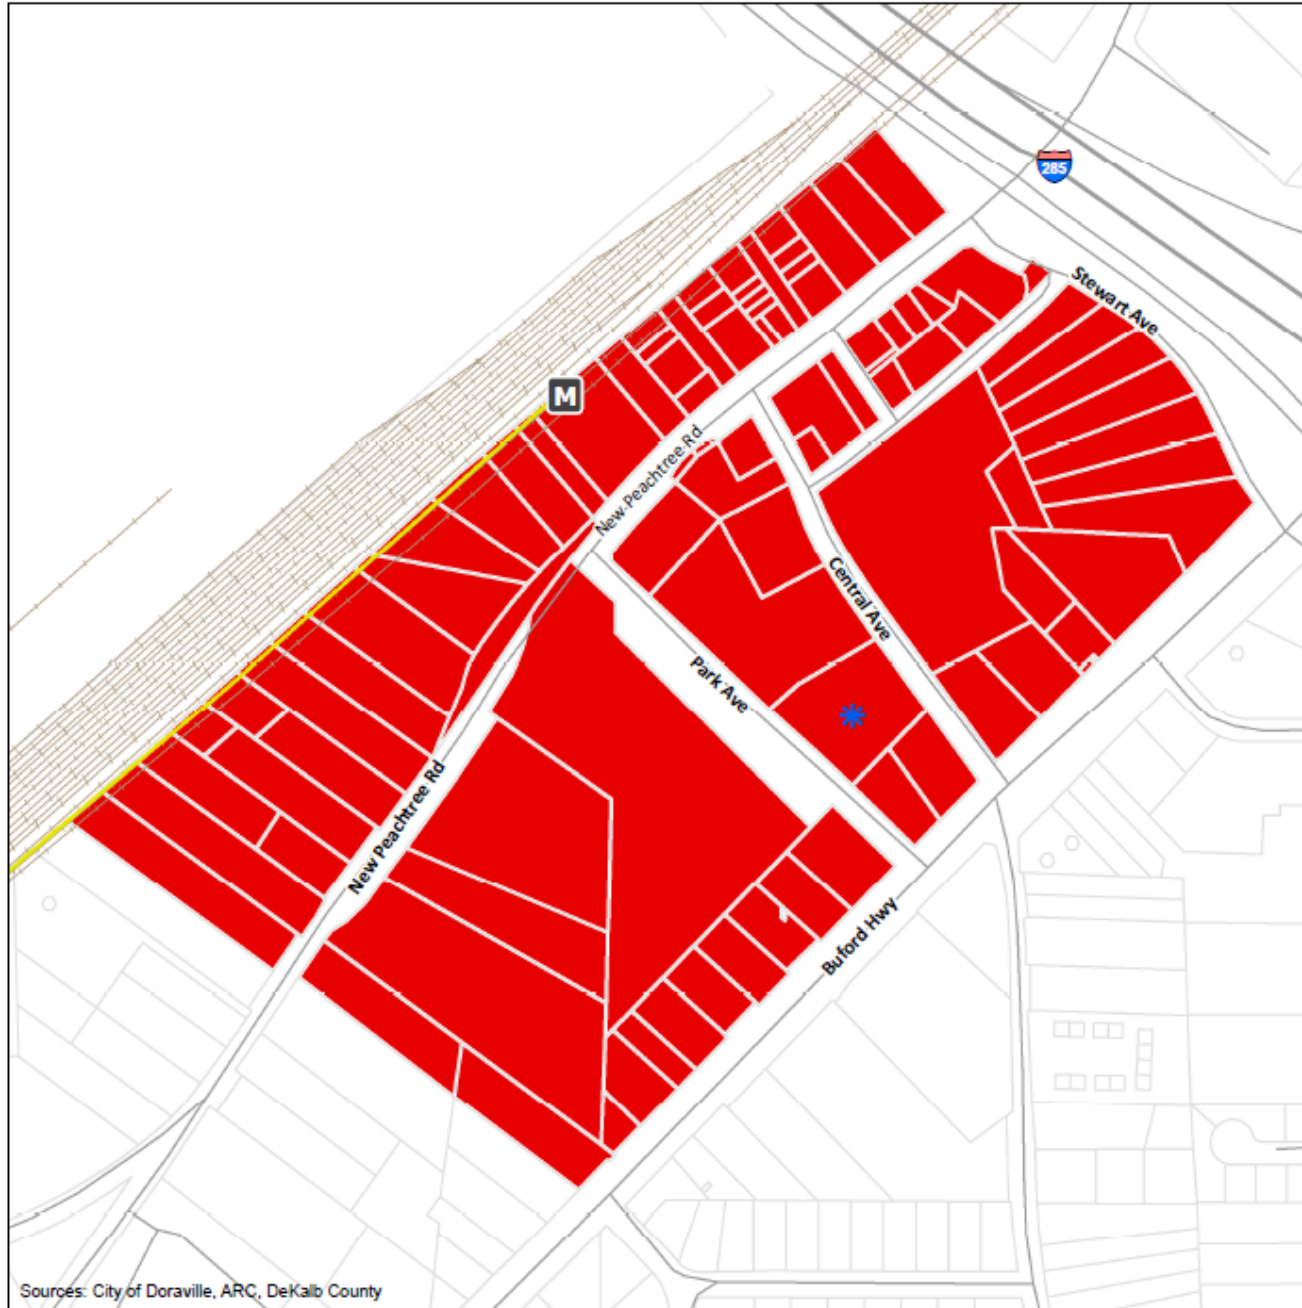 285
Stewart Ave
M
New Peachtree Rd
Central Ave
Park Ave
New Peachtree Rd
Buford Hwy
Sources: City of Doraville, ARC, DeKalb County